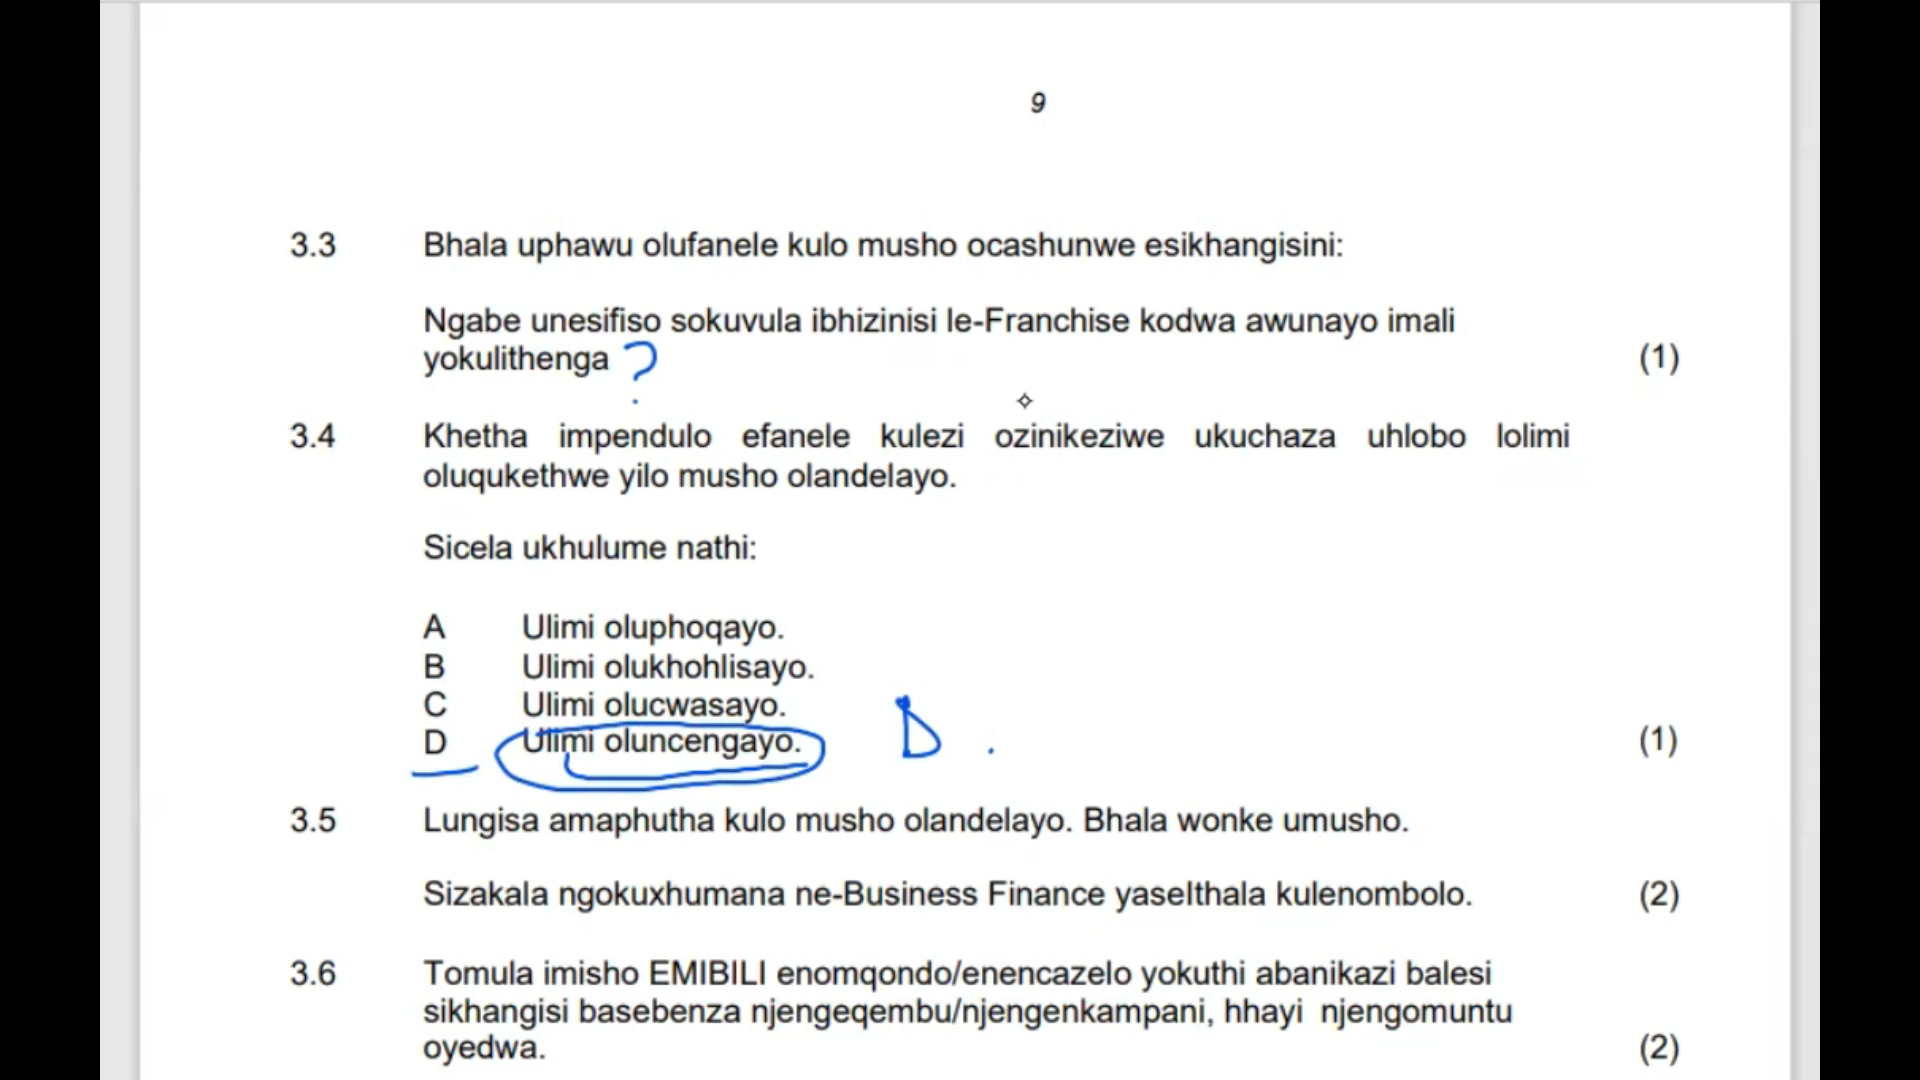 9
3.3 Bhala uphawu olufanele kulo musho ocashunwe esikhangisini:
Ngabe unesifiso sokuvula ibhizinisi le-Franchise kodwa awunayo imali
yokulithenga ? (1)
3.4 Khetha impendulo efanele kulezi ozinikeziwe ukuchaza uhlobo lolimi
oluqukethwe yilo musho olandelayo.
Sicela ukhulume nathi:
A Ulimi oluphoqayo.
B Ulimi olukhohlisayo.
C Ulimi olucwasayo.
D Ulimi oluncengayo. D . (1)
3.5 Lungisa amaphutha kulo musho olandelayo. Bhala wonke umusho.
Sizakala ngokuxhumana ne-Business Finance yaseIthala kulenombolo. (2)
3.6 Tomula imisho EMIBILI enomqondo/enencazelo yokuthi abanikazi balesi
sikhangisi basebenza njengeqembu/njengenkampani, hhayi njengomuntu
oyedwa. (2)